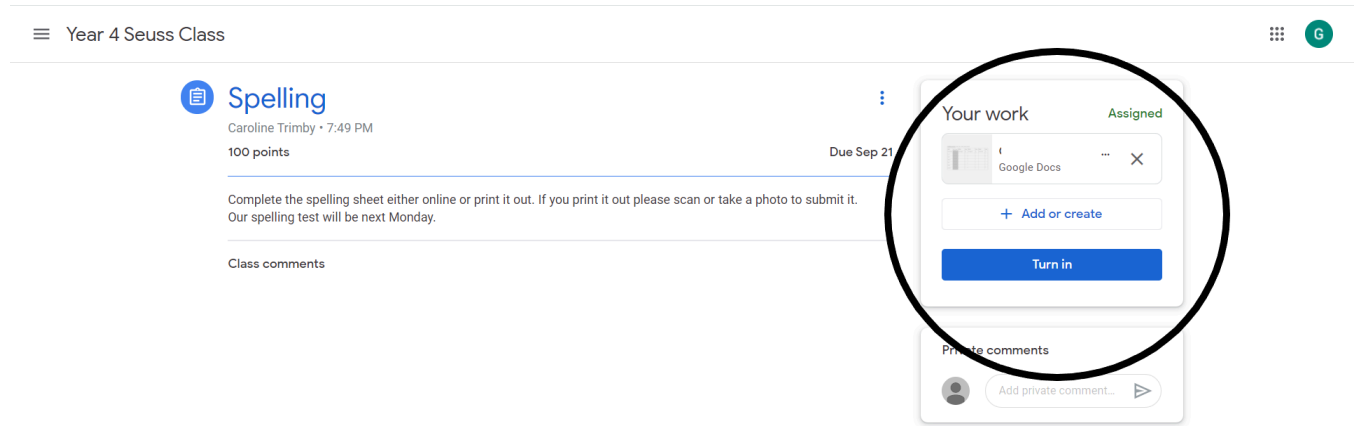 Year 4 Seuss Class
G
Spelling
Caroline Trimby • 7:49 PM
100 points
Due Sep 21
Complete the spelling sheet either online or print it out. If you print it out please scan or take a photo to submit it.
Our spelling test will be next Monday.
Class comments
Your work
Assigned
...
Google Docs
+ Add or create
Turn in
Private comments
Add private comment...